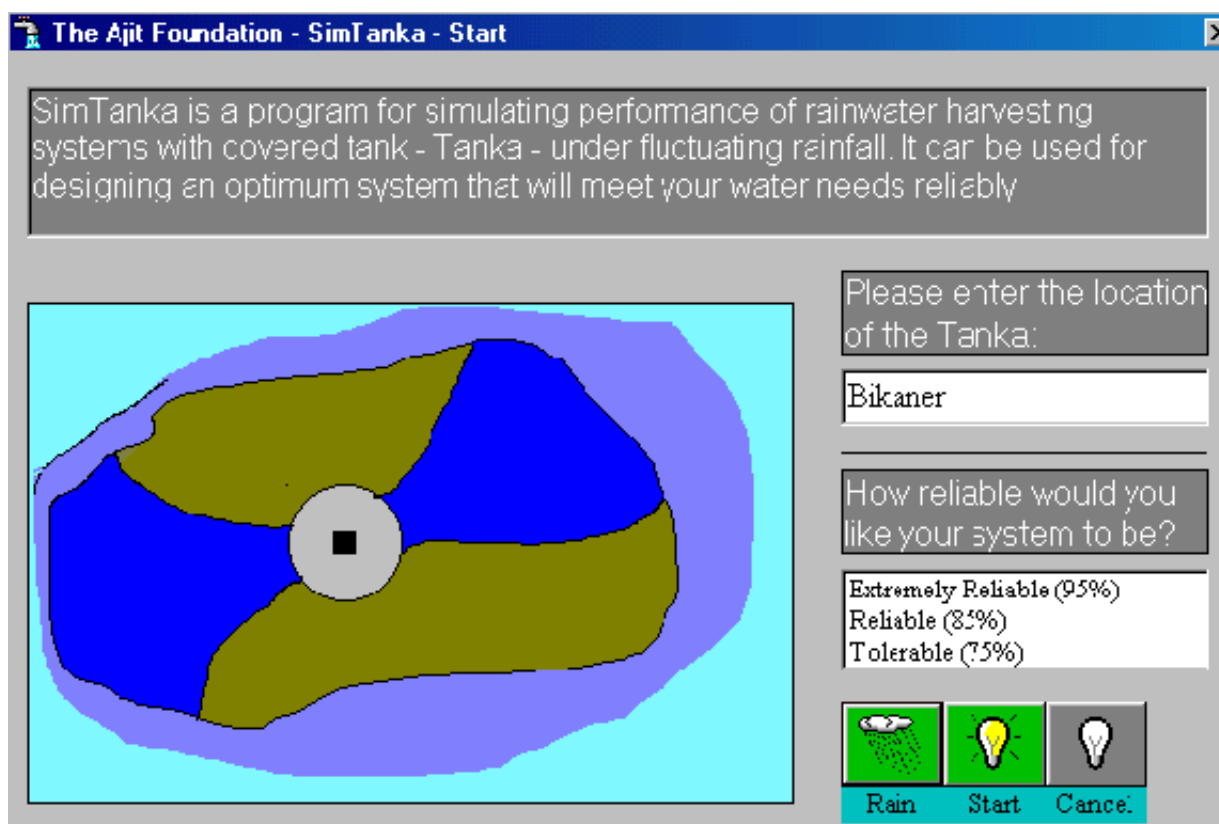 The Ajit Foundation - SimTanka - Start
SimTanka is a program for simulating performance of rainwater harvesting
systems with covered tank - Tanka - under fluctuating rainfall. It can be used for
designing an optimum system that will meet your water needs reliably
Please enter the location
of the Tanka:
Bikaner
How reliable would you
like your system to be?
Extremely Reliable (95%)
Reliable (85%)
Tolerable (75%)
Rain Start Cancel